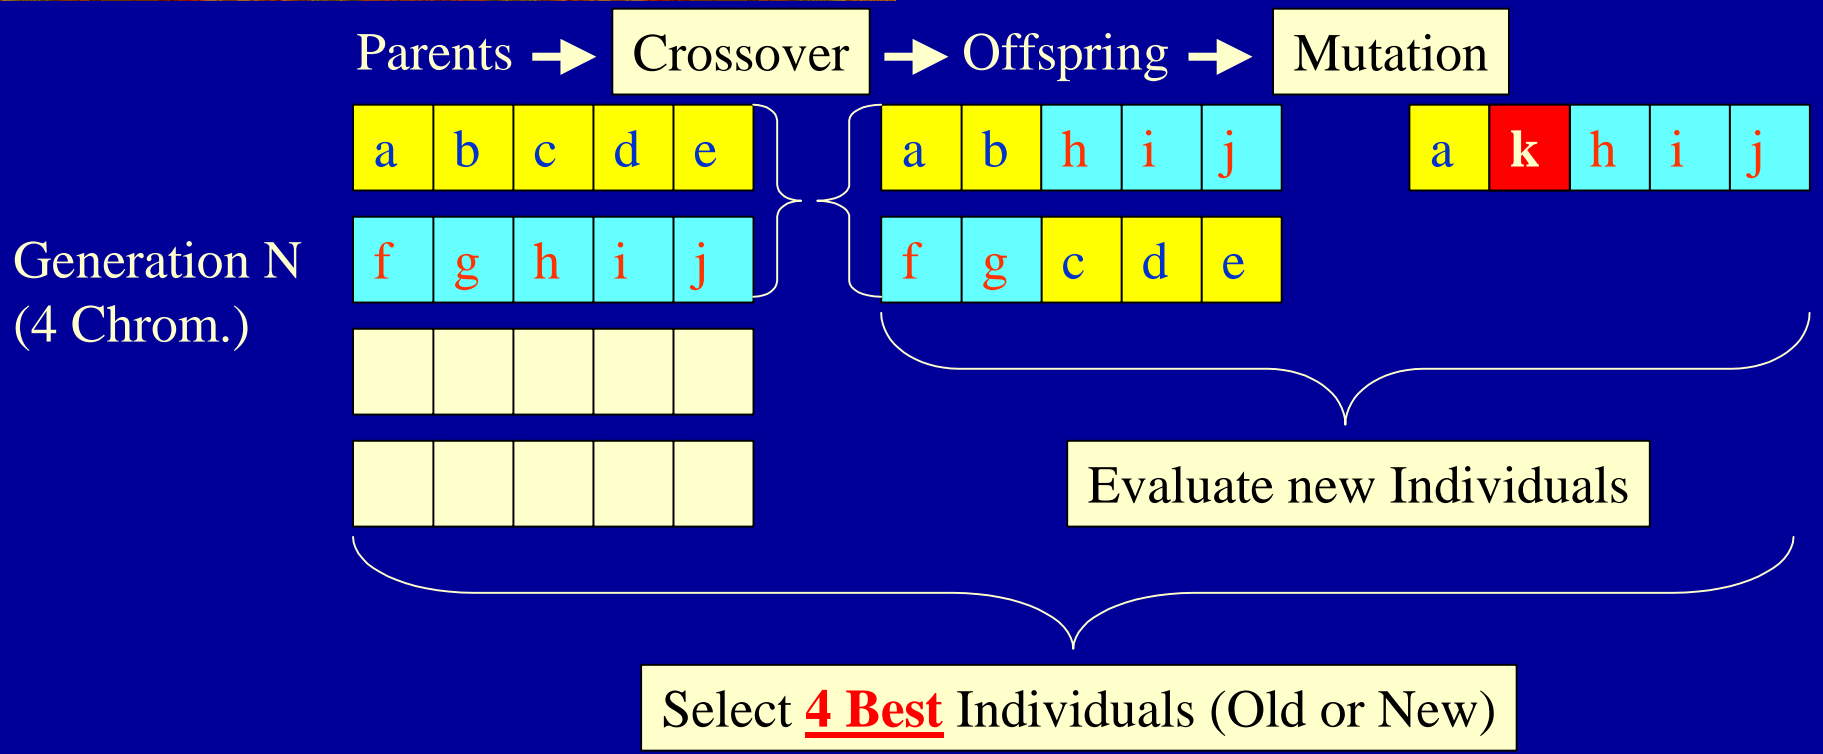 Parents Crossover Offspring Mutation
a b c d e a b h i j a k h i j
f g h i j f g c d e
Generation N
(4 Chrom.)
Evaluate new Individuals
Select 4 Best Individuals (Old or New)